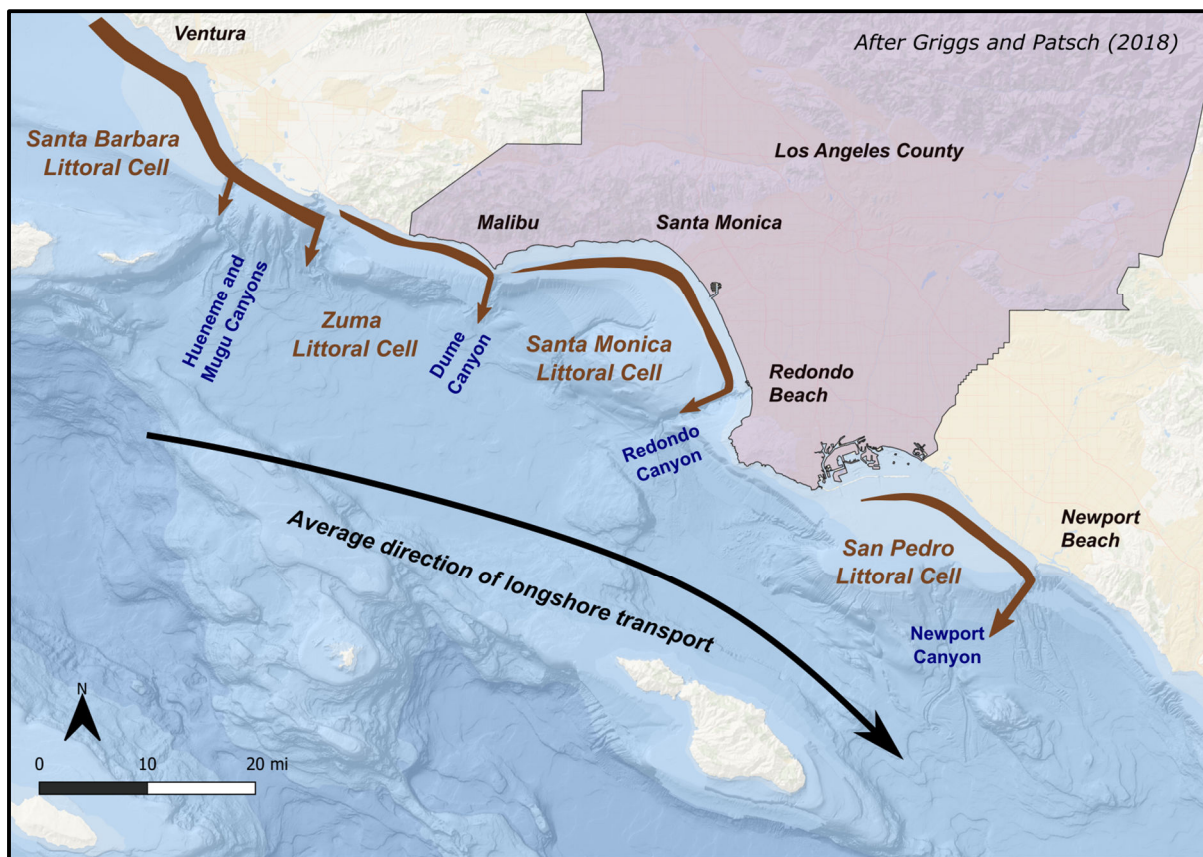 Ventura
After Griggs and Patsch (2018)
Santa Barbara
Littoral Cell
Los Angeles County
Malibu
Santa Monica
Hueneme and
Mugu Canyons
Zuma
Littoral Cell
Dume
Canyon
Santa Monica
Littoral Cell
Redondo
Beach
Redondo
Canyon
Average direction of longshore transport
San Pedro
Littoral Cell
Newport
Beach
Newport
Canyon
N
0 10 20 mi